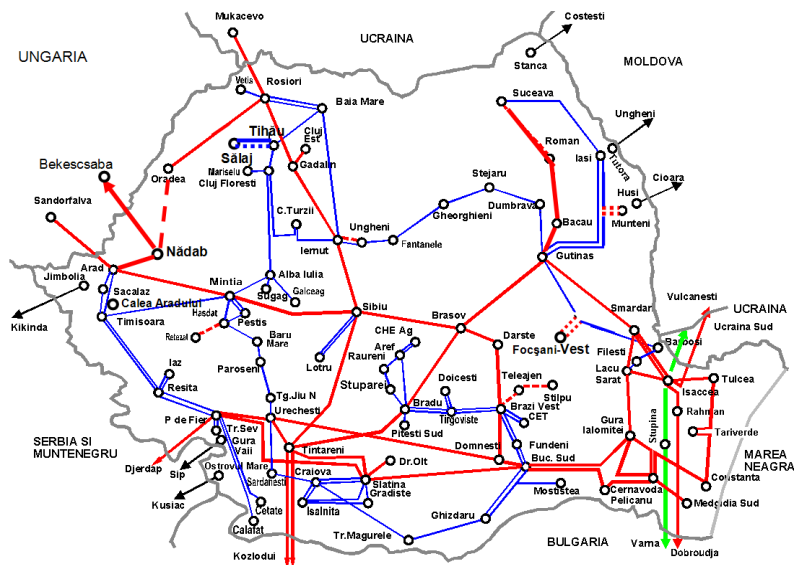 Mukacevo
UCRAINA
Costesti
UNGARIA
Stanca
MOLDOVA
Vetis
Rosiori
Baia Mare
Suceava
Ungheni
Tihău
Cluj
Est
Roman
Iasi
Tutora
Bekescsaba
Sălaj
Oradea
Mariselu
Gadalin
Cluj Floresti
Stejaru
Husi
Cioara
Sandorfalva
C.Turzii
Gheorghieni
Dumbrava
Munteni
Bacau
Nădab
Iernut
Ungheni
Fantanele
Gutinas
Arad
Jimbolia
Sacalaz
Mintia
Alba Iulia
Calea Aradului
Sugag
Galceag
Vulcanesti
UCRAINA
Kikinda
Timisoara
Hasdat
Pestis
Sibiu
Brasov
Smardan
Ucraina Sud
Retezat
Baru
Mare
CHE Ag
Darste
Focşani-Vest
Filesti
Barbosi
Iaz
Paroseni
Lotru
Aref
Raureni
Lacu
Sarat
Isaccea
Tulcea
Resita
Stuparei
Doicesti
Teleajen
Stilpu
Tg.Jiu N
Urechesti
Bradu
Tirgoviste
Brazi Vest
Rahman
P de Fier
Tr.Sev
Pitesti Sud
CET
Gura
Ialomitei
Stupina
Tariverde
SERBIA SI
MUNTENEGRU
Gura
Vaii
Tintareni
Domnesti
Fundeni
MAREA
NEAGRA
Djerdap
Sip
Ostrovul Mare
Dr.Olt
Buc. Sud
Craiova
Sardanesti
Slatina
Gradiste
Mostistea
Cernavoda
Pelicanu
Constanta
Kusiac
Cetate
Isalnita
Medgidia Sud
Calafat
Ghizdaru
Tr.Magurele
BULGARIA
Varna
Kozlodui
Dobroudja